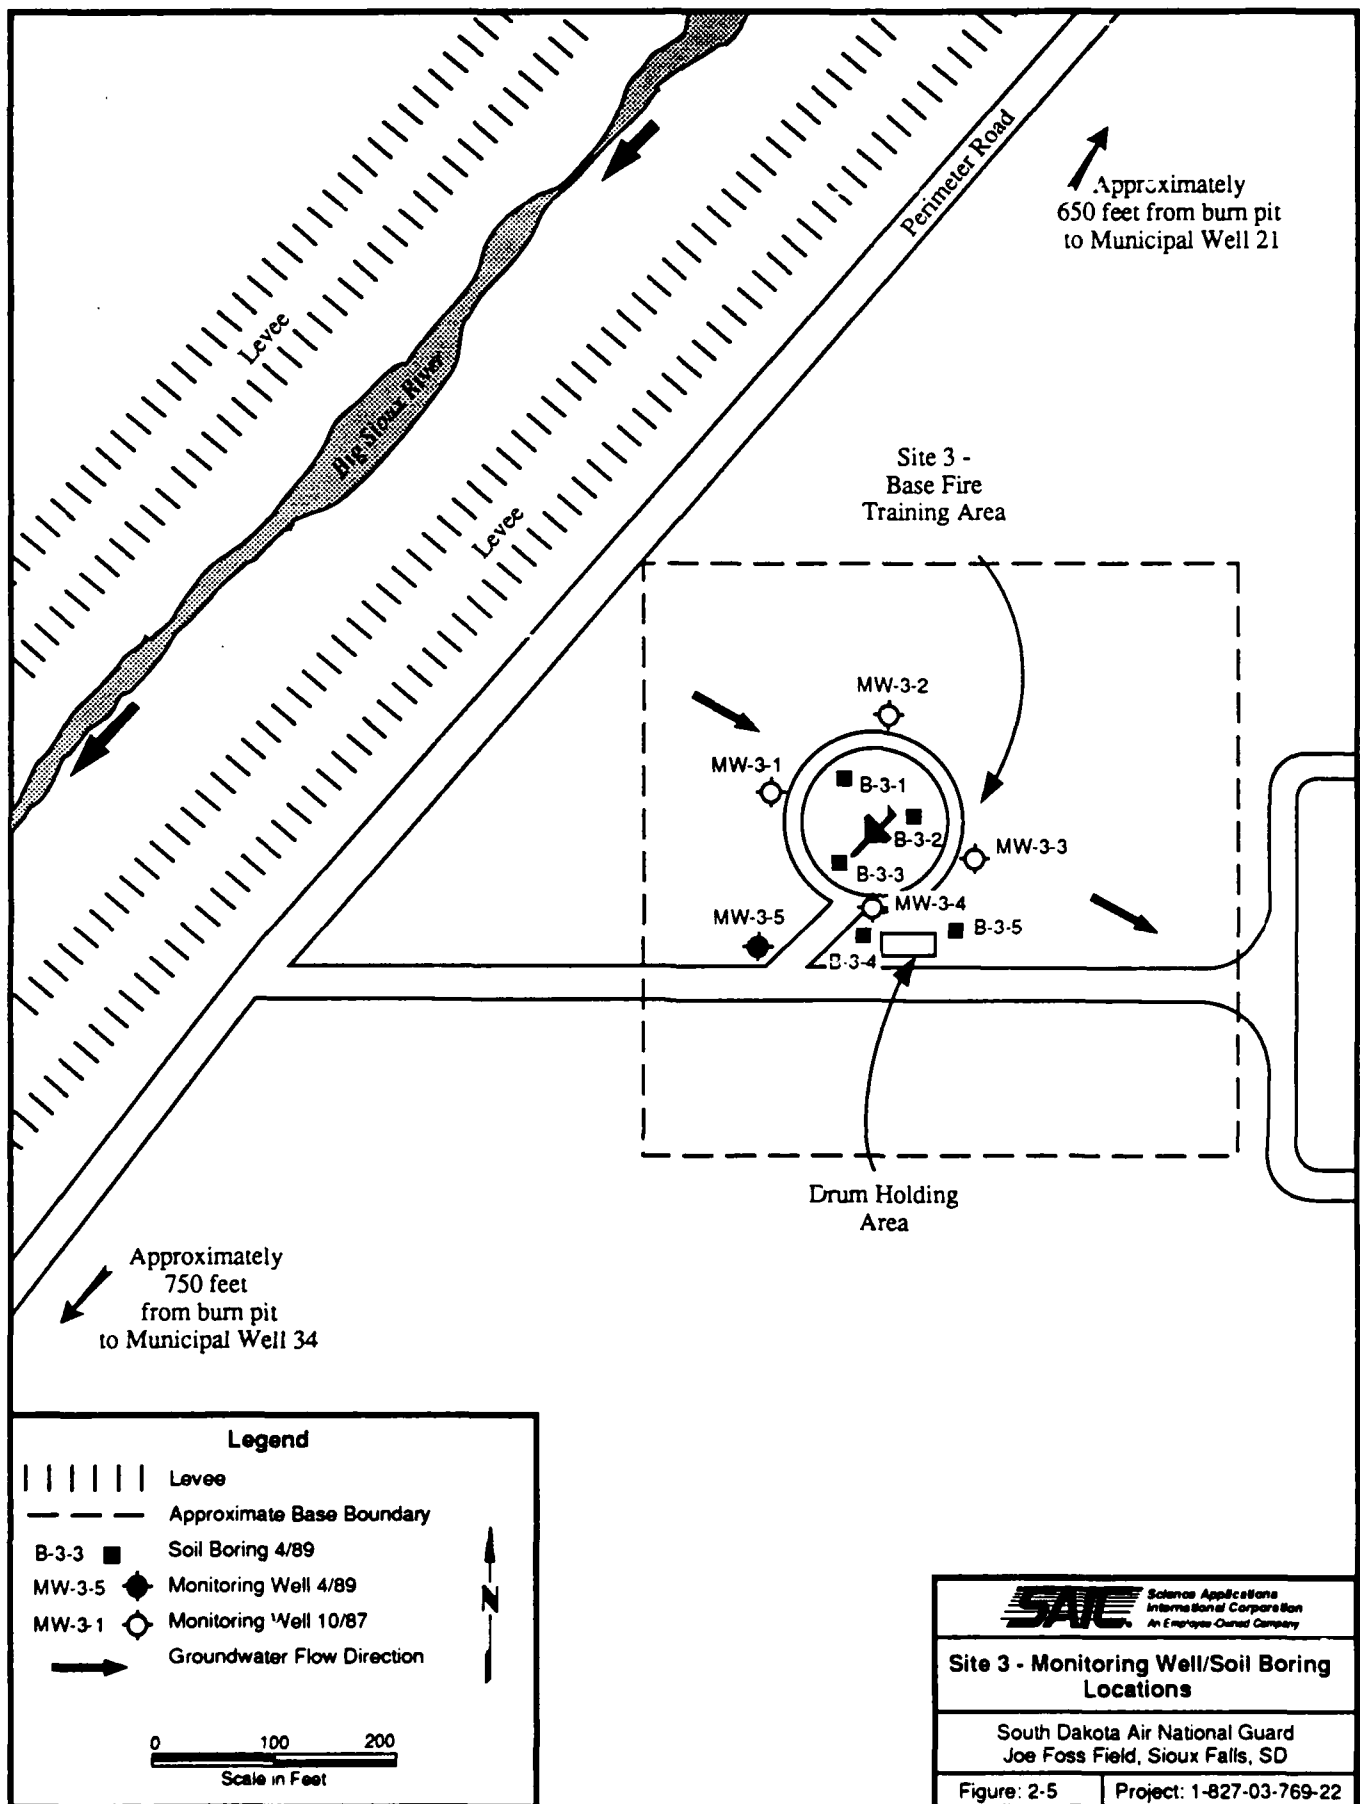 Perimeter Road
Approximately
650 feet from burn pit
to Municipal Well 21
Levee
Big Sioux River
Levee
Site 3 -
Base Fire
Training Area
MW-3-2
MW-3-1
B-3-1
B-3-2
MW-3-3
B-3-3
MW-3-4
MW-3-5
B-3-5
B-3-4
Drum Holding
Area
Approximately
750 feet
from burn pit
to Municipal Well 34
Legend
Levee
Approximate Base Boundary
B-3-3 Soil Boring 4/89
MW-3-5 Monitoring Well 4/89
MW-3-1 Monitoring Well 10/87
Groundwater Flow Direction
N
0 100 200
Scale in Feet
SAIC
Science Applications
International Corporation
An Employee-Owned Company
Site 3 - Monitoring Well/Soil Boring
Locations
South Dakota Air National Guard
Joe Foss Field, Sioux Falls, SD
Figure: 2-5 Project: 1-827-03-769-22